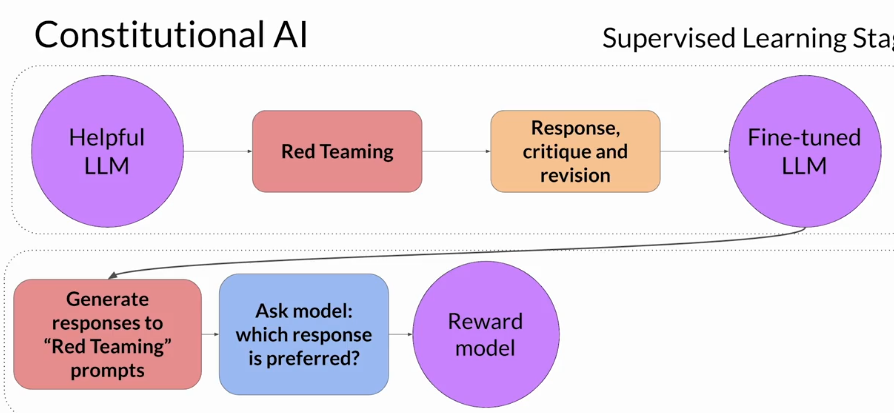 Constitutional AI
Supervised Learning Stag
Helpful
LLM
Red Teaming
Response,
critique and
revision
Fine-tuned
LLM
Generate
responses to
“Red Teaming”
prompts
Ask model:
which response
is preferred?
Reward
model